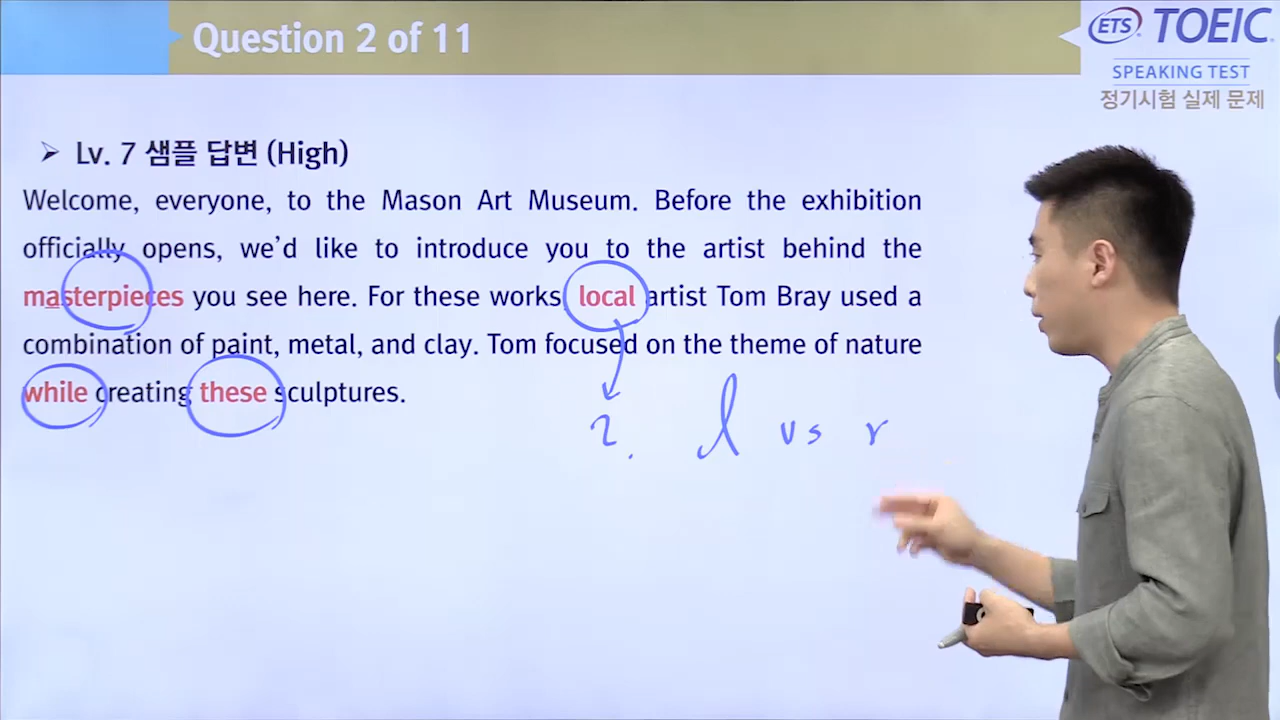 Question 2 of 11
ETS TOEIC
SPEAKING TEST
정기시험 실제 문제
➤ Lv. 7 샘플 답변 (High)
Welcome, everyone, to the Mason Art Museum. Before the exhibition
officially opens, we'd like to introduce you to the artist behind the
masterpieces you see here. For these works, local artist Tom Bray used a
combination of paint, metal, and clay. Tom focused on the theme of nature
while creating these sculptures.
l vs r